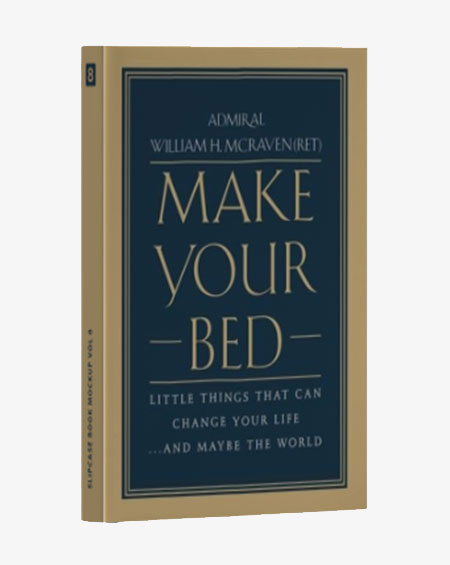 8
SLIPCASE BOOK MOCKUP VOL 6
ADMIRAL
WILLIAM H. MCRAVEN (RET)
MAKE
YOUR
— BED —
LITTLE THINGS THAT CAN
CHANGE YOUR LIFE
...AND MAYBE THE WORLD